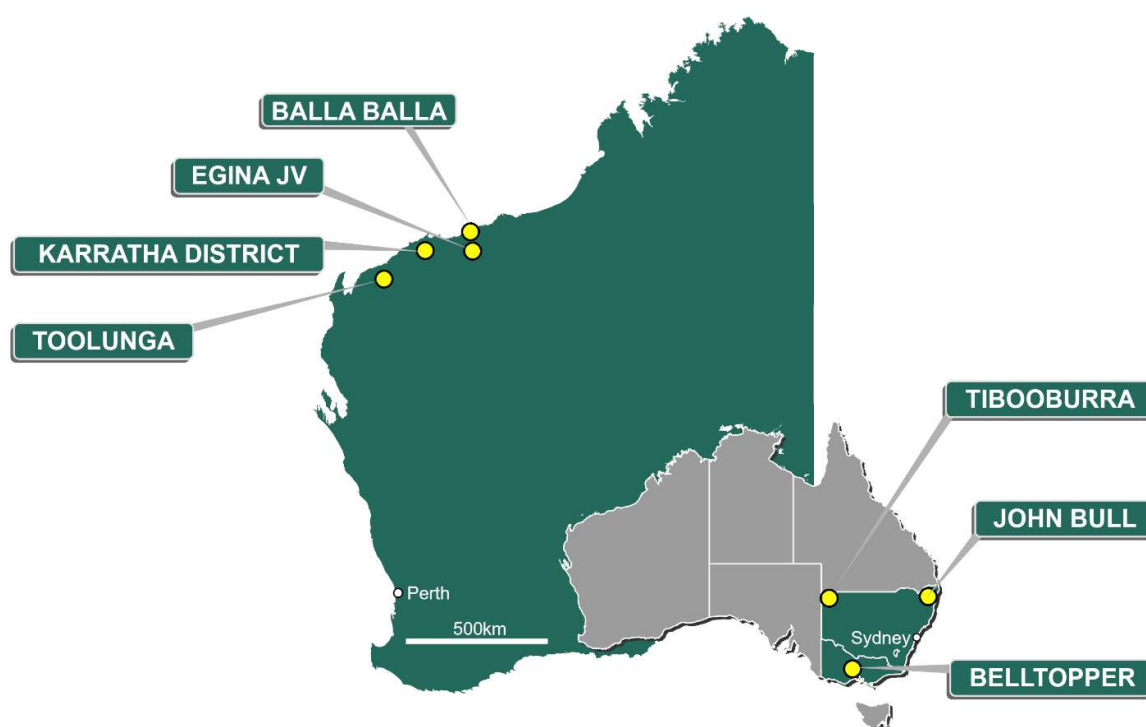 BALLA BALLA
EGINA JV
KARRATHA DISTRICT
TOOLUNGA
TIBOOBURRA
JOHN BULL
Perth
500km
Sydney
BELLTOPPER